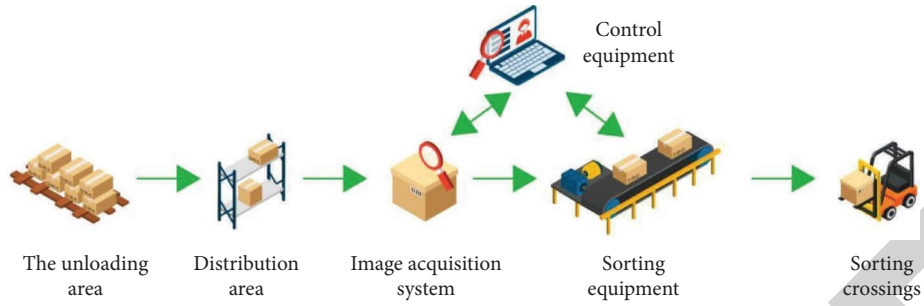 Control
equipment
The unloading
area
Distribution
area
Image acquisition
system
Sorting
equipment
Sorting
crossings